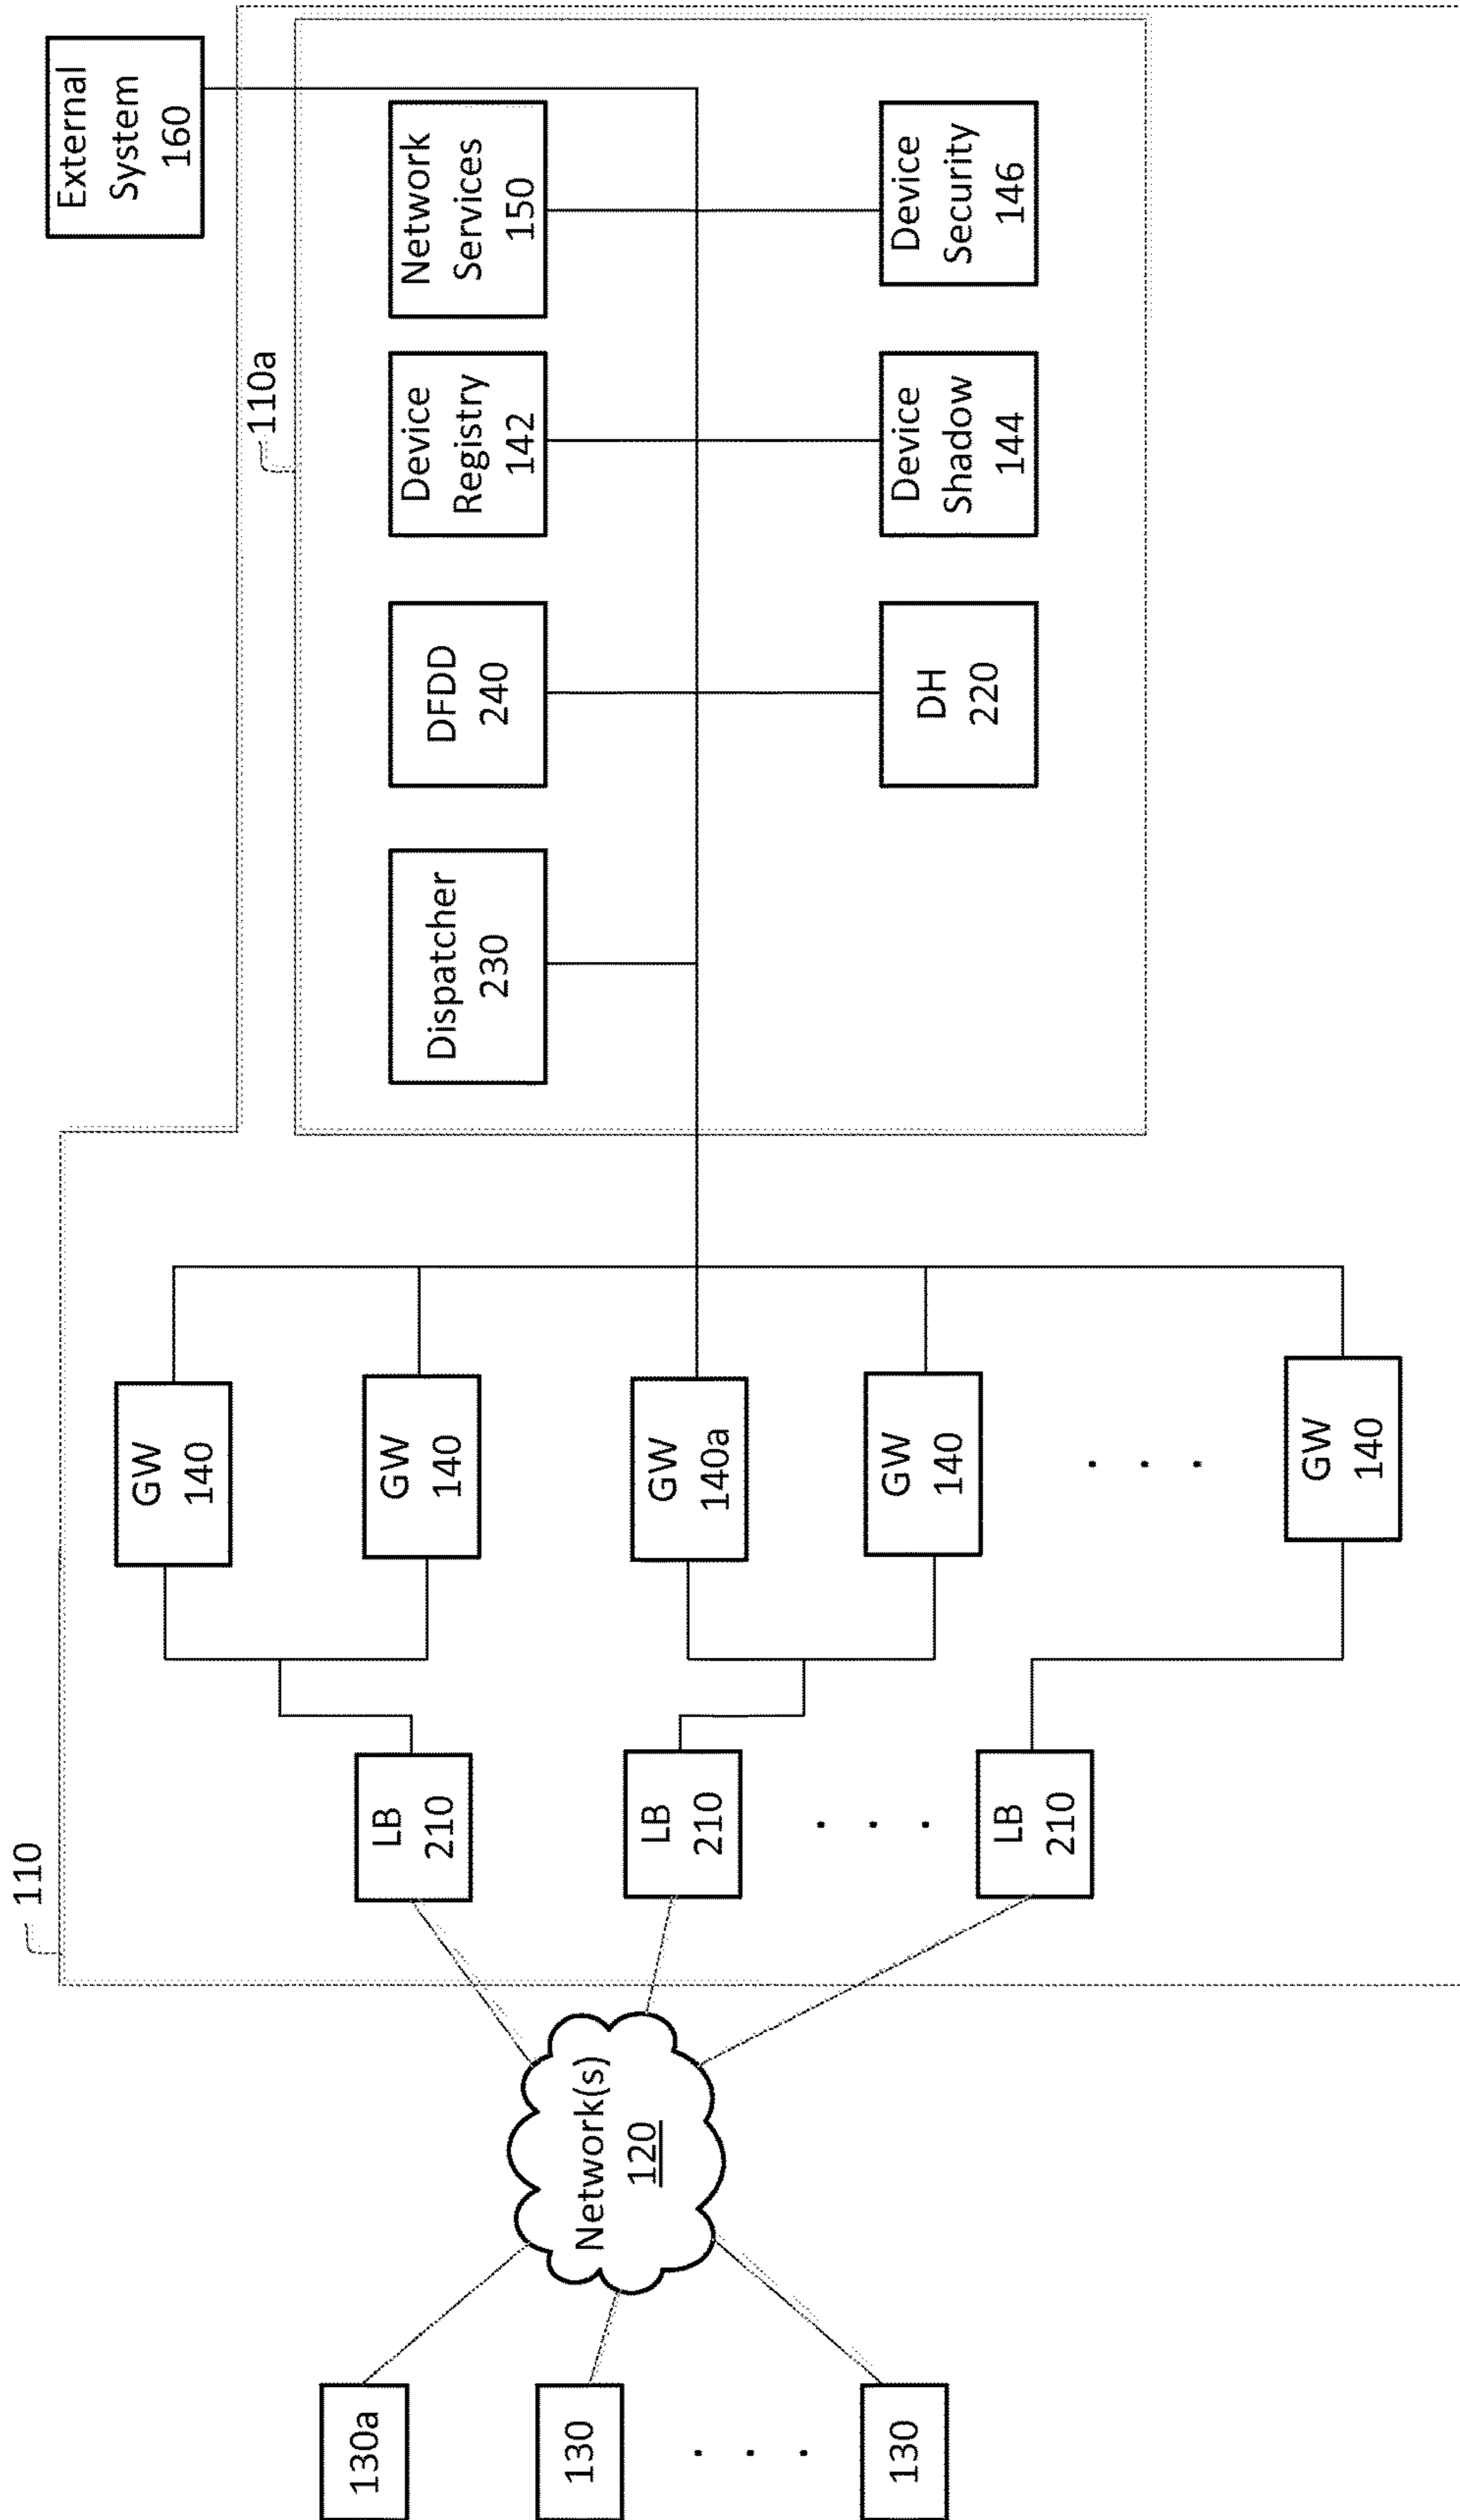 110
External
System
160
110a
130a
130
130
Network(s)
120
LB
210
LB
210
LB
210
GW
140
GW
140
GW
140a
GW
140
GW
140
Dispatcher
230
DFDD
240
Device
Registry
142
Network
Services
150
DH
220
Device
Shadow
144
Device
Security
146